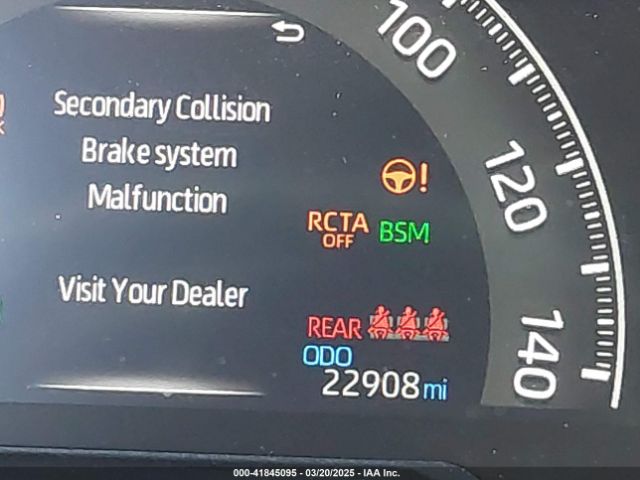 100
Secondary Collision
Brake system
Malfunction
120
RCTA
OFF
BSM
Visit Your Dealer
REAR
ODO
140
22908 mi
000-41845095 - 03/20/2025 - IAA Inc.